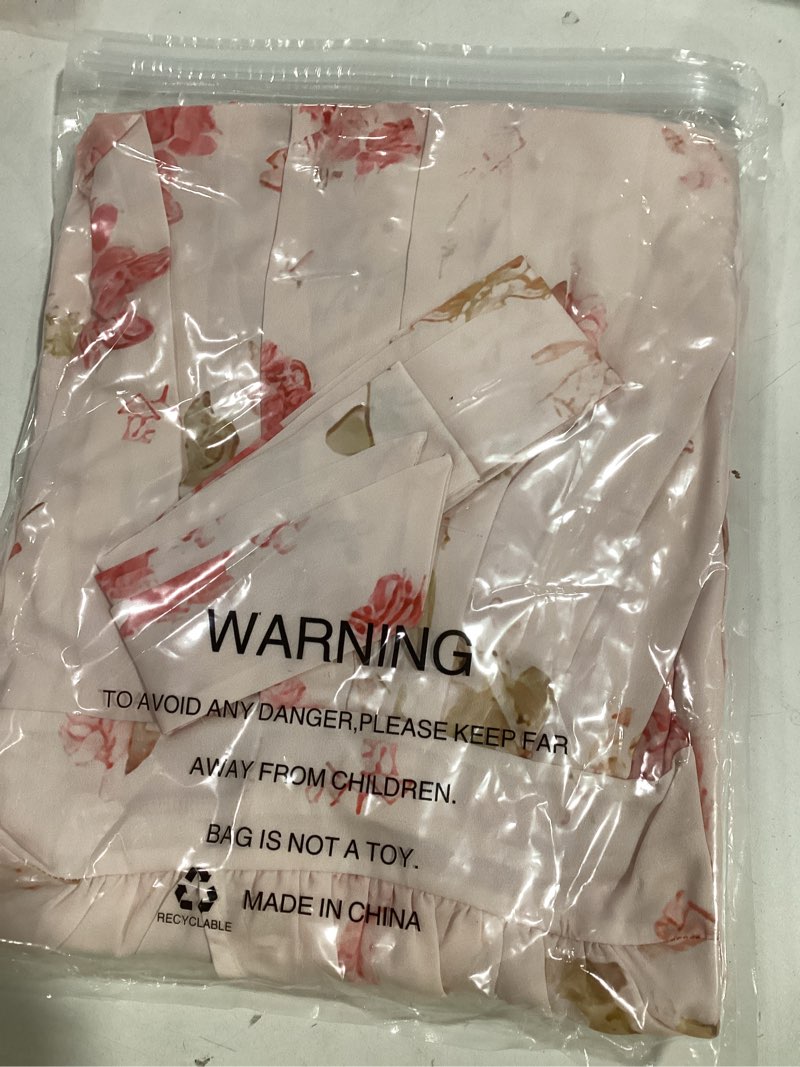 WARNING
TO AVOID ANY DANGER,PLEASE KEEP FAR
AWAY FROM CHILDREN.
BAG IS NOT A TOY.
MADE IN CHINA
RECYCLABLE